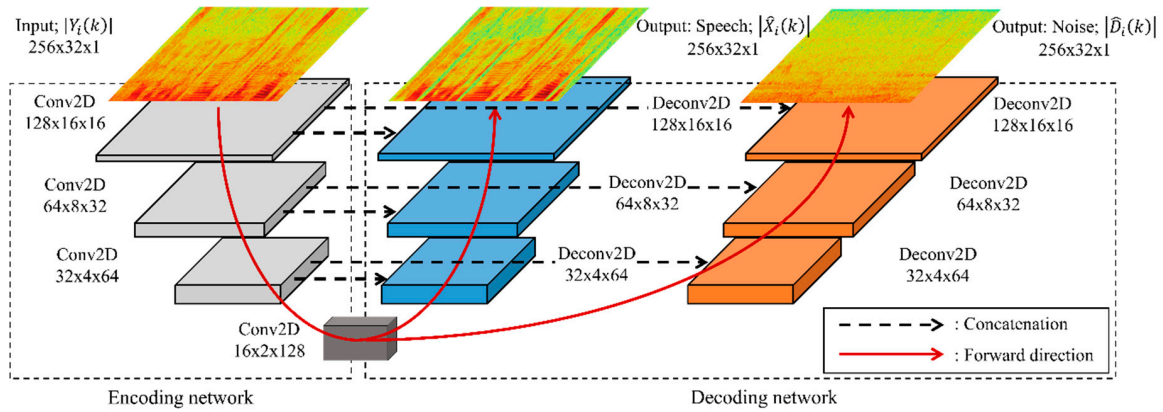 Input; |Y_i(k)|
256x32x1
Output: Speech; |X̂_i(k)|
256x32x1
Output: Noise; |D̂_i(k)|
256x32x1
Conv2D
128x16x16
Deconv2D
128x16x16
Deconv2D
128x16x16
Conv2D
64x8x32
Deconv2D
64x8x32
Deconv2D
64x8x32
Conv2D
32x4x64
Deconv2D
32x4x64
Deconv2D
32x4x64
Conv2D
16x2x128
: Concatenation
: Forward direction
Encoding network
Decoding network